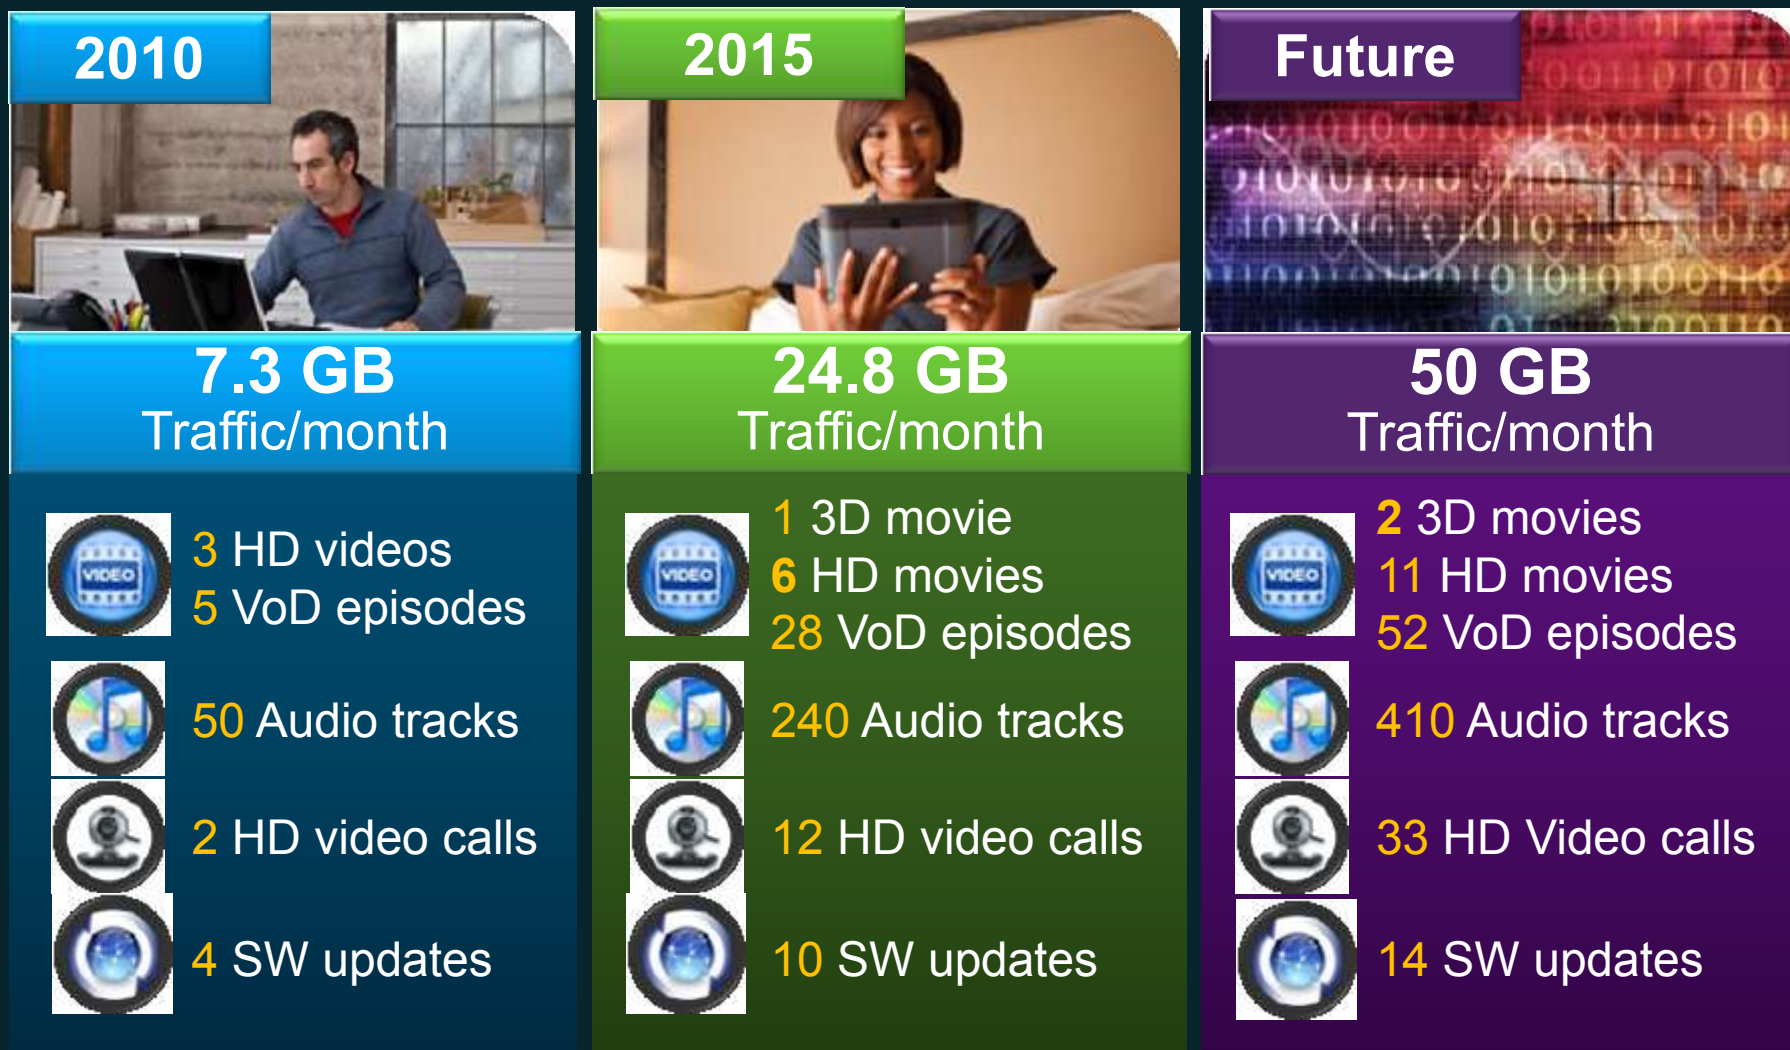 2010
7.3 GB
Traffic/month
VIDEO
3 HD videos
5 VoD episodes
50 Audio tracks
2 HD video calls
4 SW updates
2015
24.8 GB
Traffic/month
VIDEO
1 3D movie
6 HD movies
28 VoD episodes
240 Audio tracks
12 HD video calls
10 SW updates
Future
50 GB
Traffic/month
VIDEO
2 3D movies
11 HD movies
52 VoD episodes
410 Audio tracks
33 HD Video calls
14 SW updates